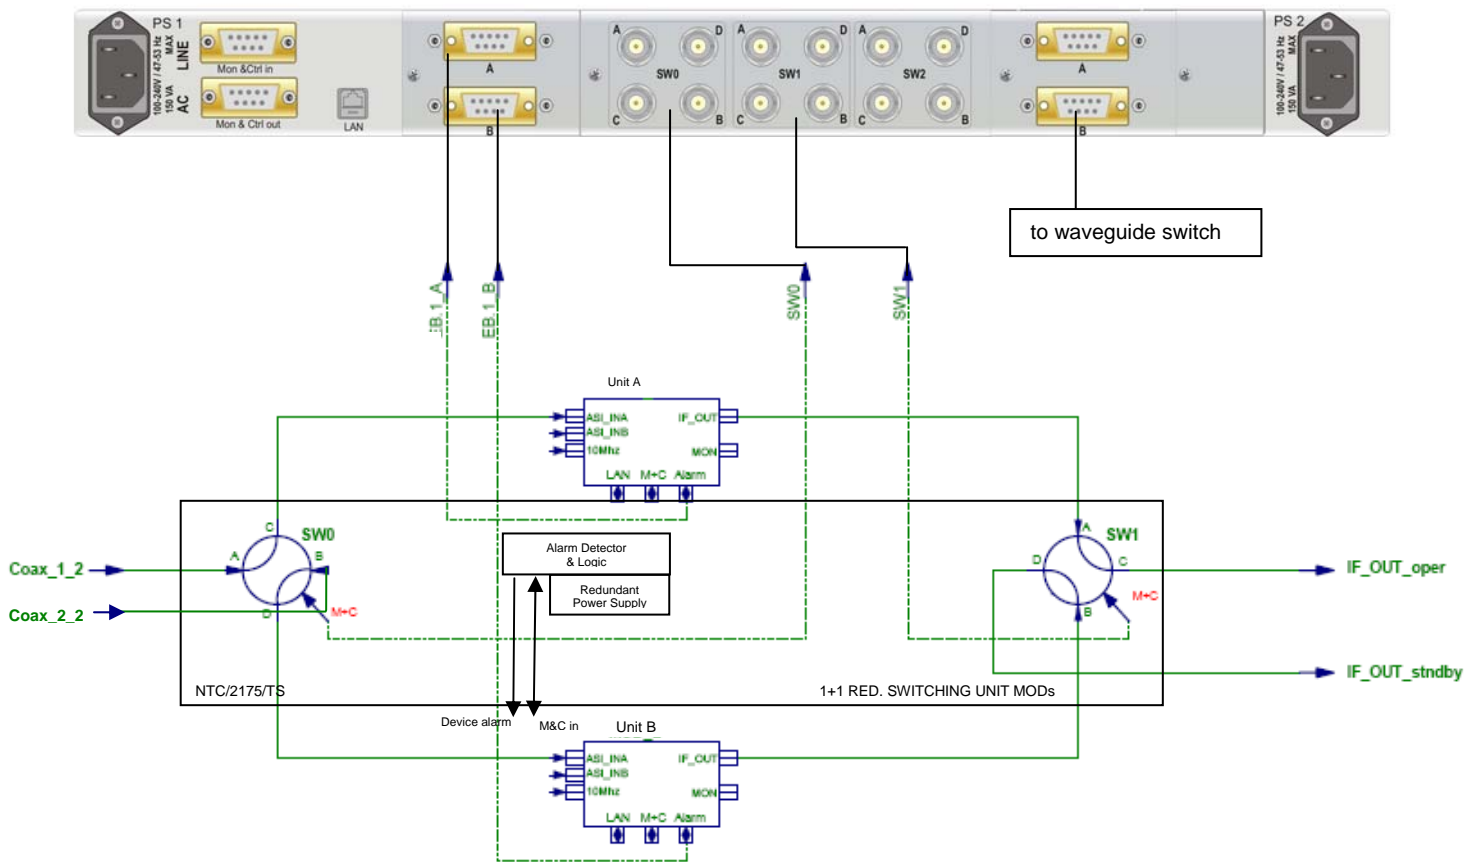 PS 1
100-240V / 47-53 Hz
150 VA MAX
AC LINE
Mon &Ctrl in
Mon & Ctrl out
LAN
A
B
A D
SW0
C B
A D
SW1
C B
A D
SW2
C B
A
B
PS 2
100-240V / 47-53 Hz
150 VA MAX
to waveguide switch
EB.1_A
EB.1_B
SW0
SW1
Unit A
ASI_INA IF_OUT
ASI_INB
10Mhz MON
LAN M+C Alarm
C
SW0
A B
D
M+C
Coax_1_2
Coax_2_2
Alarm Detector
& Logic
Redundant
Power Supply
A
SW1
D C
B
M+C
IF_OUT_oper
IF_OUT_stndby
NTC/2175/TS
1+1 RED. SWITCHING UNIT MODs
Device alarm
M&C in
Unit B
ASI_INA IF_OUT
ASI_INB
10Mhz MON
LAN M+C Alarm